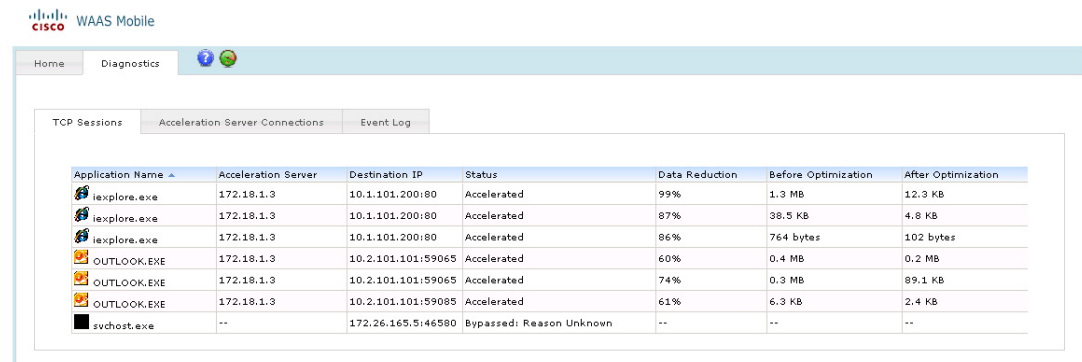 CISCO WAAS Mobile
Home Diagnostics
TCP Sessions Acceleration Server Connections Event Log
Application Name Acceleration Server Destination IP Status Data Reduction Before Optimization After Optimization
iexplore.exe 172.18.1.3 10.1.101.200:80 Accelerated 99% 1.3 MB 12.3 KB
iexplore.exe 172.18.1.3 10.1.101.200:80 Accelerated 87% 38.5 KB 4.8 KB
iexplore.exe 172.18.1.3 10.1.101.200:80 Accelerated 86% 764 bytes 102 bytes
OUTLOOK.EXE 172.18.1.3 10.2.101.101:59065 Accelerated 60% 0.4 MB 0.2 MB
OUTLOOK.EXE 172.18.1.3 10.2.101.101:59065 Accelerated 74% 0.3 MB 89.1 KB
OUTLOOK.EXE 172.18.1.3 10.2.101.101:59085 Accelerated 61% 6.3 KB 2.4 KB
svchost.exe -- 172.26.165.5:46580 Bypassed: Reason Unknown -- -- --